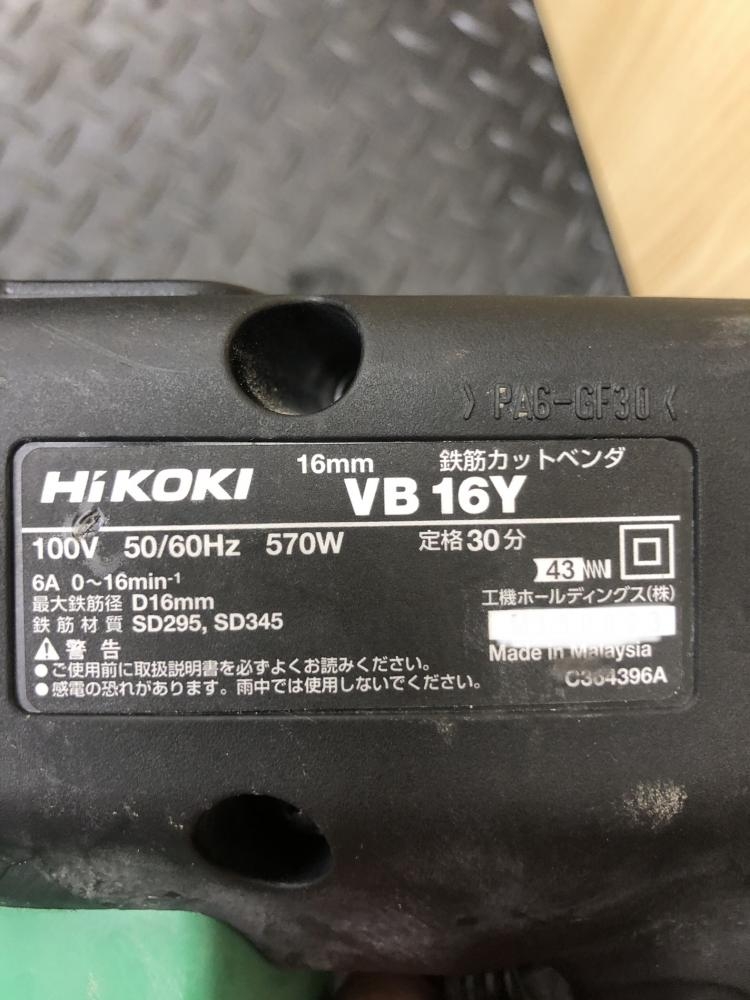 >PA6-GF30<
HiKOKI
16mm 鉄筋カットベンダ
VB 16Y
100V 50/60Hz 570W 定格30分
6A 0~16min-1
43
最大鉄筋径 D16mm
工機ホールディングス(株)
鉄筋材質 SD295, SD345
Made in Malaysia
警告
●ご使用前に取扱説明書を必ずよくお読みください。
●感電の恐れがあります。雨中では使用しないでください。
C364396A